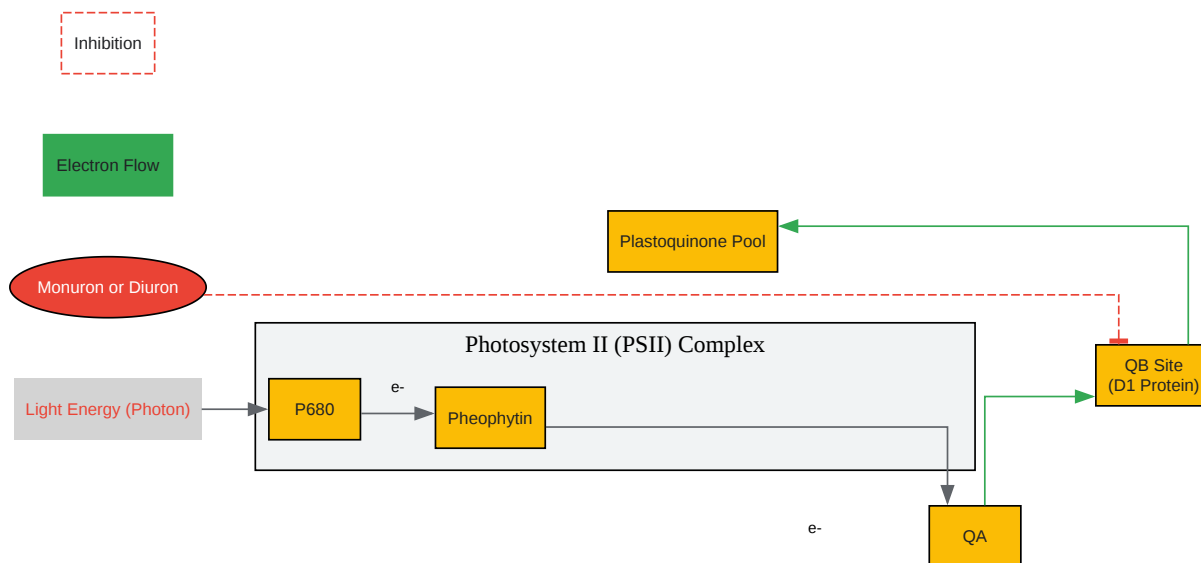 Inhibition
Electron Flow
Plastoquinone Pool
Monuron or Diuron
Photosystem II (PSII) Complex
QB Site
(D1 Protein)
Light Energy (Photon)
P680
e-
Pheophytin
e-
QA